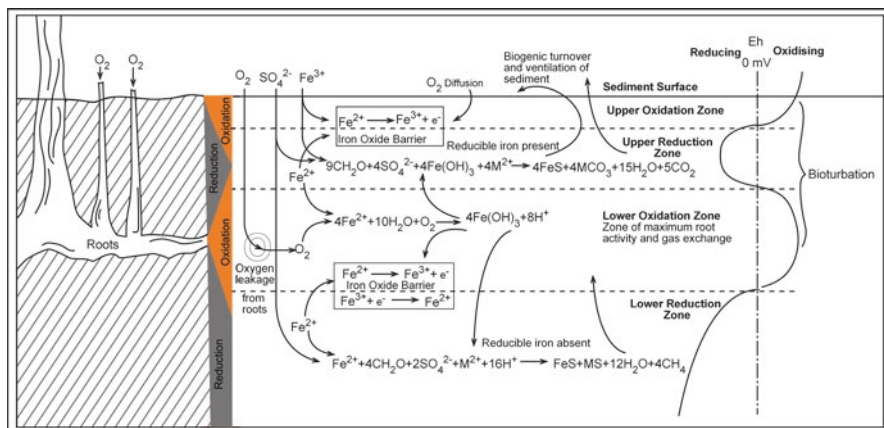 O₂ O₂
Roots
Oxidation
Reduction
Oxidation
Reduction
O₂ SO₄²⁻ Fe³⁺
Fe²⁺ → Fe³⁺ + e⁻
Iron Oxide Barrier
O₂ Diffusion
Biogenic turnover
and ventilation of
sediment
Reducible iron present
9CH₂O+4SO₄²⁻+4Fe(OH)₃+4M²⁺ → 4FeS+4MCO₃+15H₂O+5CO₂
Fe²⁺
4Fe²⁺+10H₂O+O₂ → 4Fe(OH)₃+8H⁺
O₂
Oxygen
leakage
from
roots
Fe²⁺ → Fe³⁺ + e⁻
Iron Oxide Barrier
Fe³⁺+ e⁻ → Fe²⁺
Fe²⁺
Reducible iron absent
Fe²⁺+4CH₂O+2SO₄²⁻+M²⁺+16H⁺ → FeS+MS+12H₂O+4CH₄
Eh
Reducing Oxidising
0 mV
Sediment Surface
Upper Oxidation Zone
Upper Reduction
Zone
Bioturbation
Lower Oxidation Zone
Zone of maximum root
activity and gas exchange
Lower Reduction
Zone